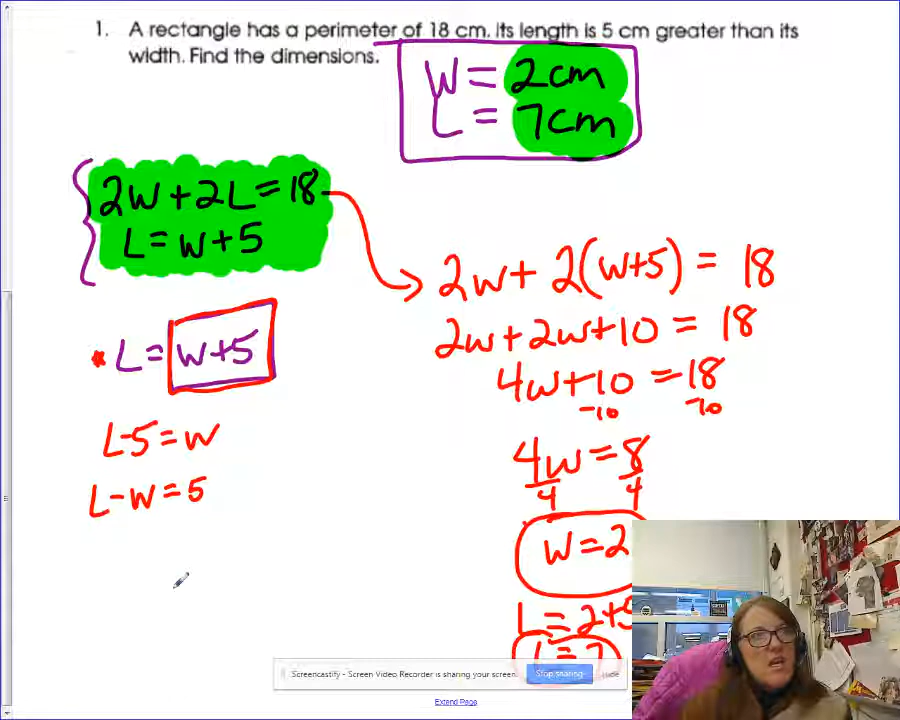 1. A rectangle has a perimeter of 18 cm. Its length is 5 cm greater than its
width. Find the dimensions.
W = 2cm
L = 7cm
2W + 2L = 18
L = W + 5
* L = W+5
L-5 = W
L-W = 5
2W + 2(W+5) = 18
2W+2W+10 = 18
4W+10 = 18
-10 -10
4W = 8
4 4
W = 2
L = 2+5
L = 7
Screencastify - Screen Video Recorder is sharing your screen.
Stop sharing
Hide
Extend Page